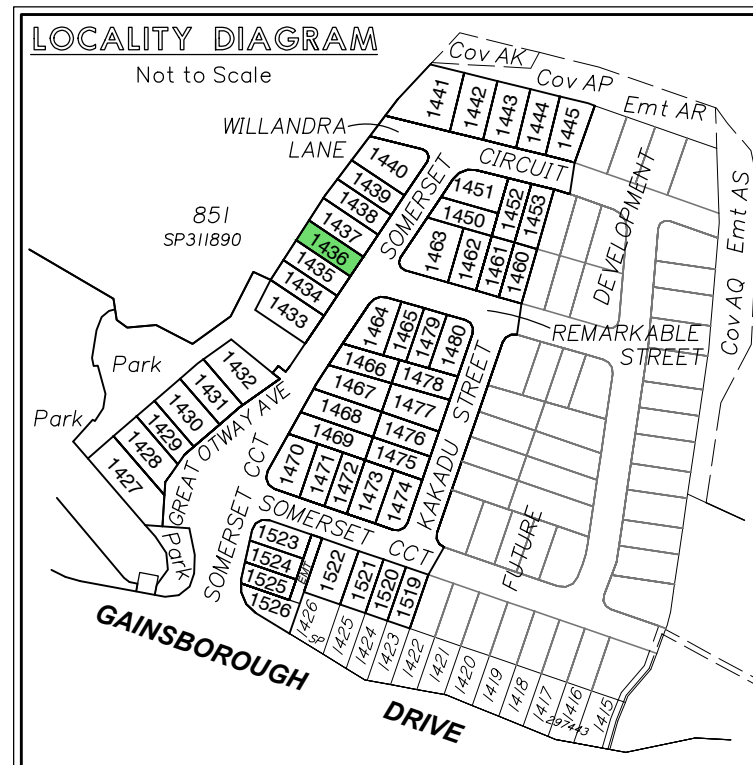 LOCALITY DIAGRAM
Not to Scale
Cov AK
Cov AP
Emt AR
Emt AS
Cov AQ
WILLANDRA
LANE
1441
1442
1443
1444
1445
SOMERSET
CIRCUIT
1440
1439
1438
1437
1436
1435
1434
1433
851
SP311890
1451
1450
1452
1453
1463
1462
1461
1460
DEVELOPMENT
REMARKABLE
STREET
1464
1465
1479
1480
1466
1478
1467
1477
1468
1476
1469
1475
1470
1471
1472
1473
1474
KAKADU STREET
Park
Park
1432
1431
1430
1429
1428
1427
GREAT OTWAY AVE
SOMERSET CCT
SOMERSET CCT
Park
FUTURE
1523
1524
1525
1526
EMT
1522
1521
1520
1519
1426
SP
1425
1424
1423
1422
1421
1420
1419
1418
1417
1416
1415
297443
GAINSBOROUGH
DRIVE